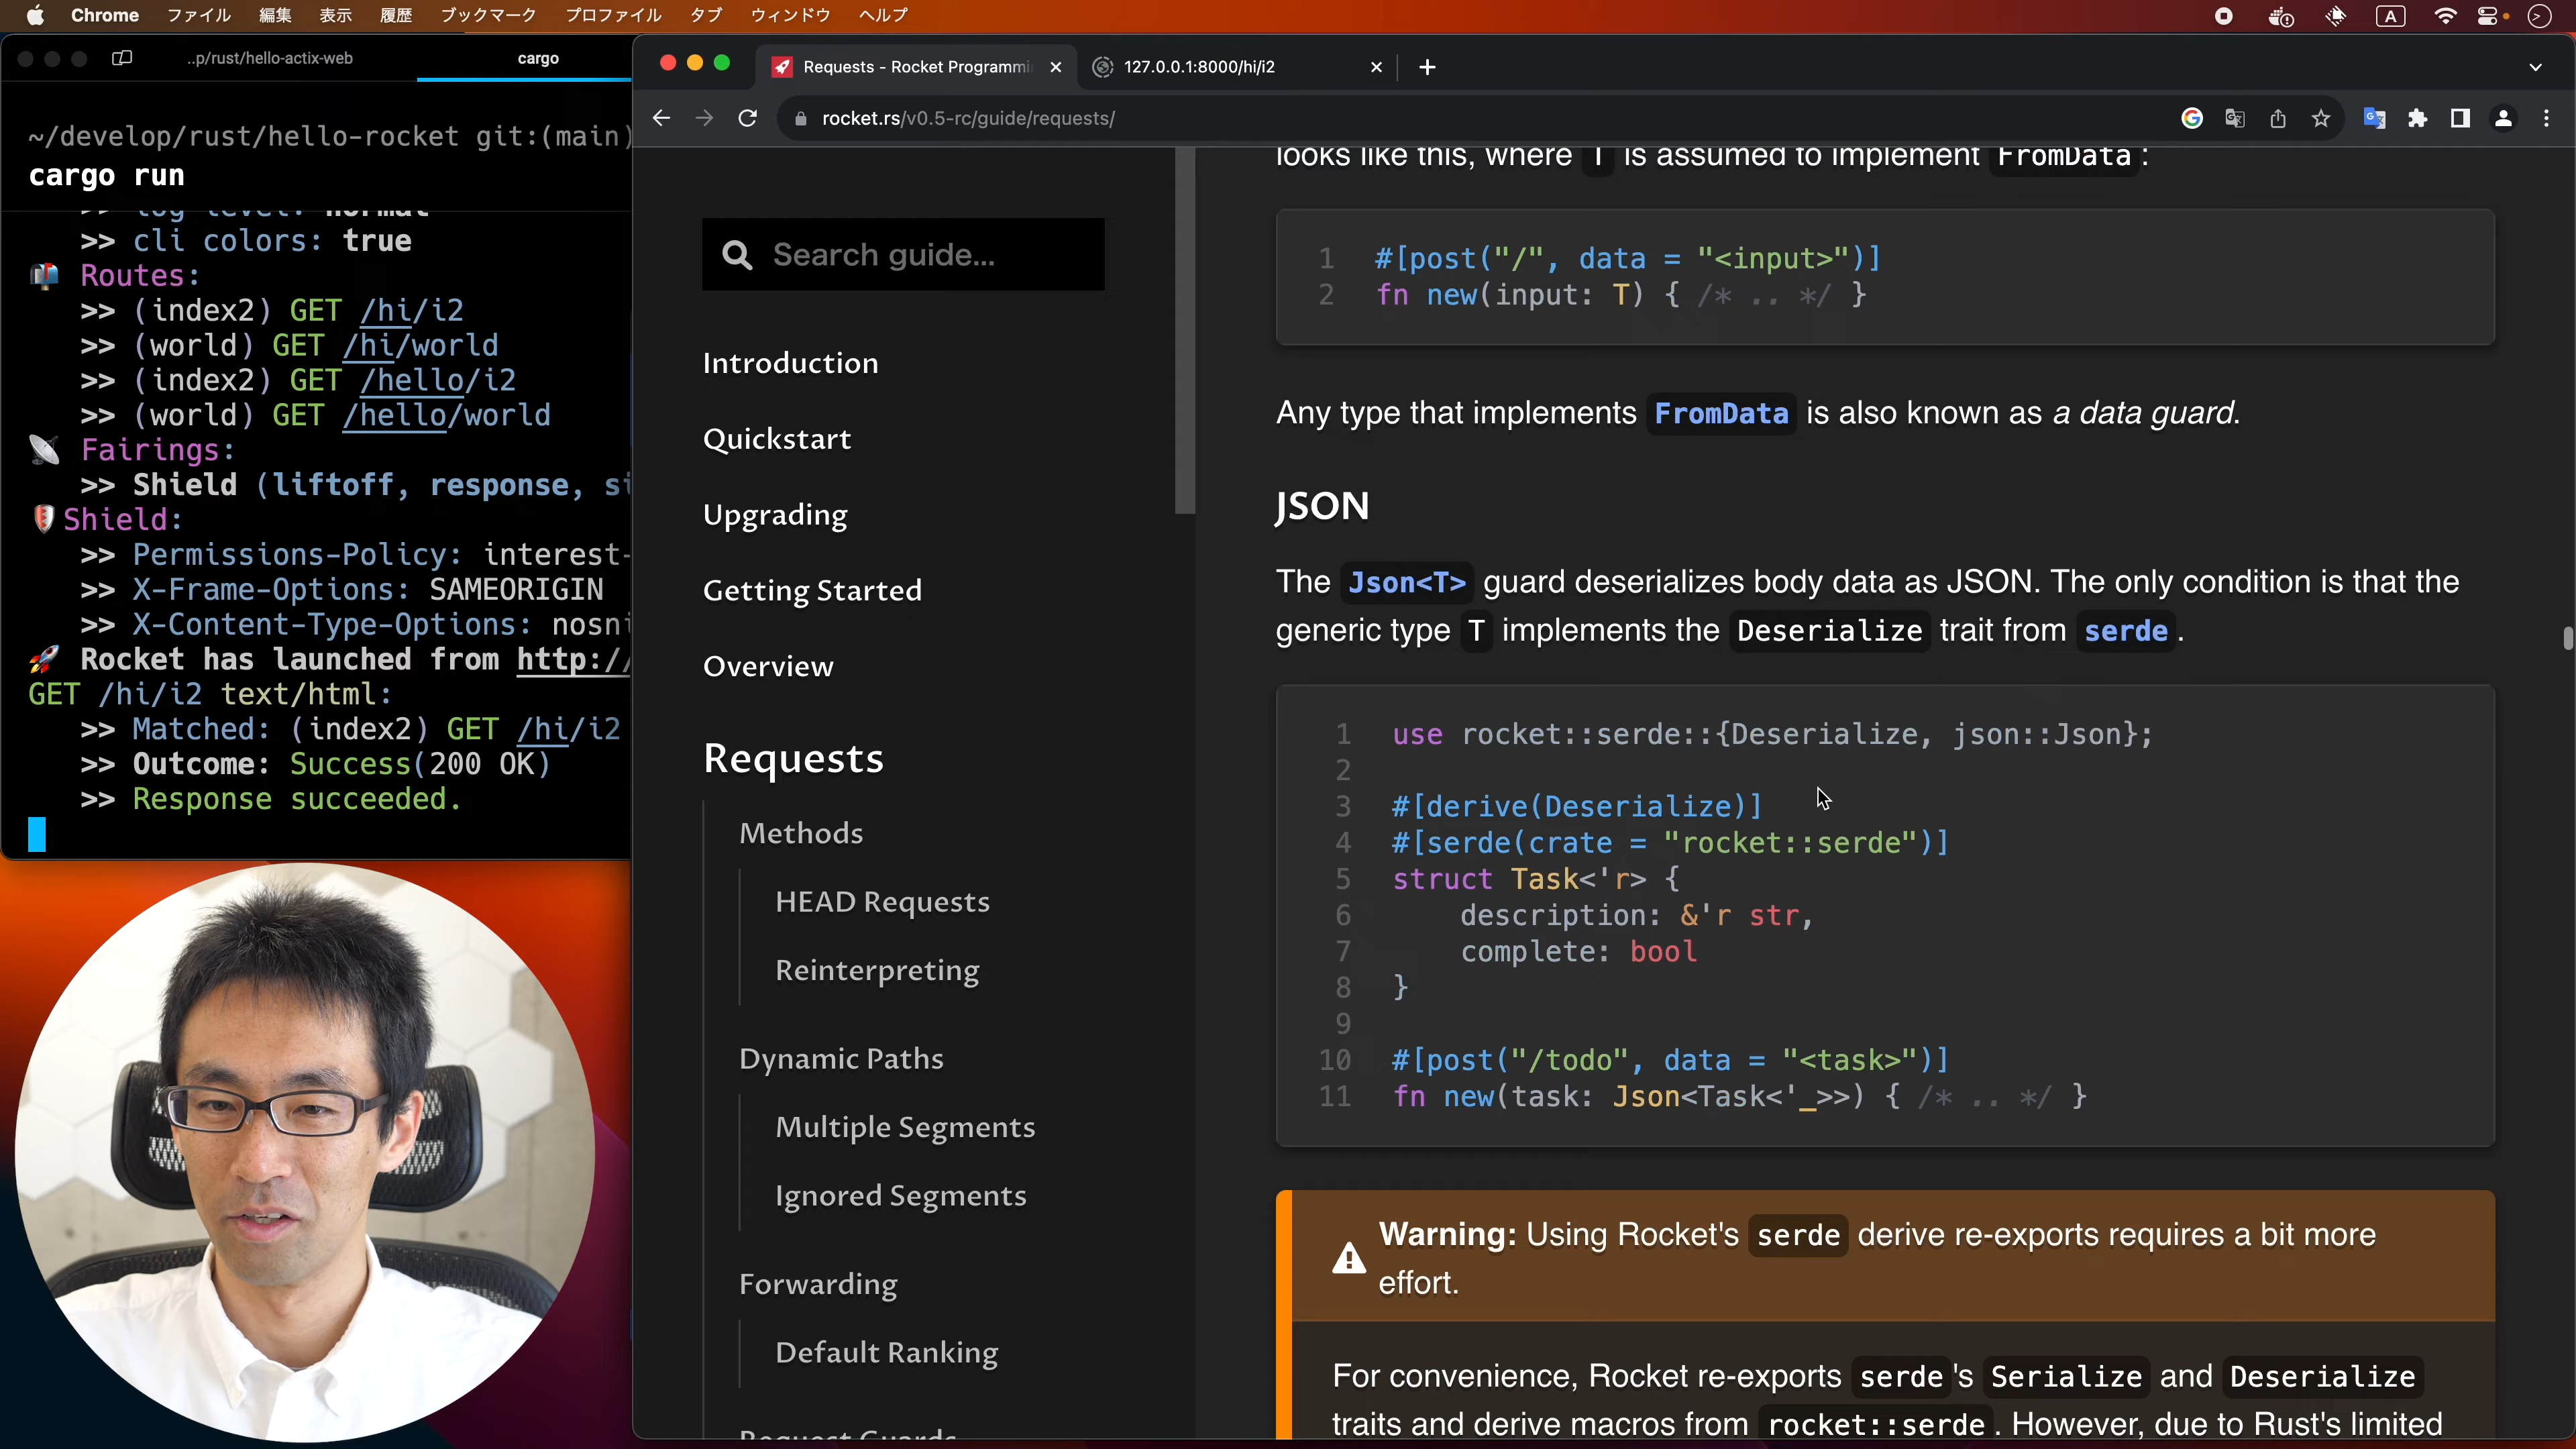 Chrome ファイル 編集 表示 履歴 ブックマーク プロファイル タブ ウィンドウ ヘルプ
A
..p/rust/hello-actix-web
cargo
~/develop/rust/hello-rocket git:(main)
cargo run
>> log level: normal
>> cli colors: true
Routes:
>> (index2) GET /hi/i2
>> (world) GET /hi/world
>> (index2) GET /hello/i2
>> (world) GET /hello/world
Fairings:
>> Shield (liftoff, response, si
Shield:
>> Permissions-Policy: interest-
>> X-Frame-Options: SAMEORIGIN
>> X-Content-Type-Options: nosni
Rocket has launched from http://
GET /hi/i2 text/html:
>> Matched: (index2) GET /hi/i2
>> Outcome: Success(200 OK)
>> Response succeeded.
Requests - Rocket Programmi
127.0.0.1:8000/hi/i2
rocket.rs/v0.5-rc/guide/requests/
Search guide...
Introduction
Quickstart
Upgrading
Getting Started
Overview
Requests
Methods
HEAD Requests
Reinterpreting
Dynamic Paths
Multiple Segments
Ignored Segments
Forwarding
Default Ranking
Request Guards
looks like this, where T is assumed to implement FromData:
1 #[post("/", data = "<input>")]
2 fn new(input: T) { /* .. */ }
Any type that implements FromData is also known as a data guard.
JSON
The Json<T> guard deserializes body data as JSON. The only condition is that the
generic type T implements the Deserialize trait from serde.
1 use rocket::serde::{Deserialize, json::Json};
2
3 #[derive(Deserialize)]
4 #[serde(crate = "rocket::serde")]
5 struct Task<'r> {
6 description: &'r str,
7 complete: bool
8 }
9
10 #[post("/todo", data = "<task>")]
11 fn new(task: Json<Task<'_>>) { /* .. */ }
Warning: Using Rocket's serde derive re-exports requires a bit more
effort.
For convenience, Rocket re-exports serde's Serialize and Deserialize
traits and derive macros from rocket::serde. However, due to Rust's limited